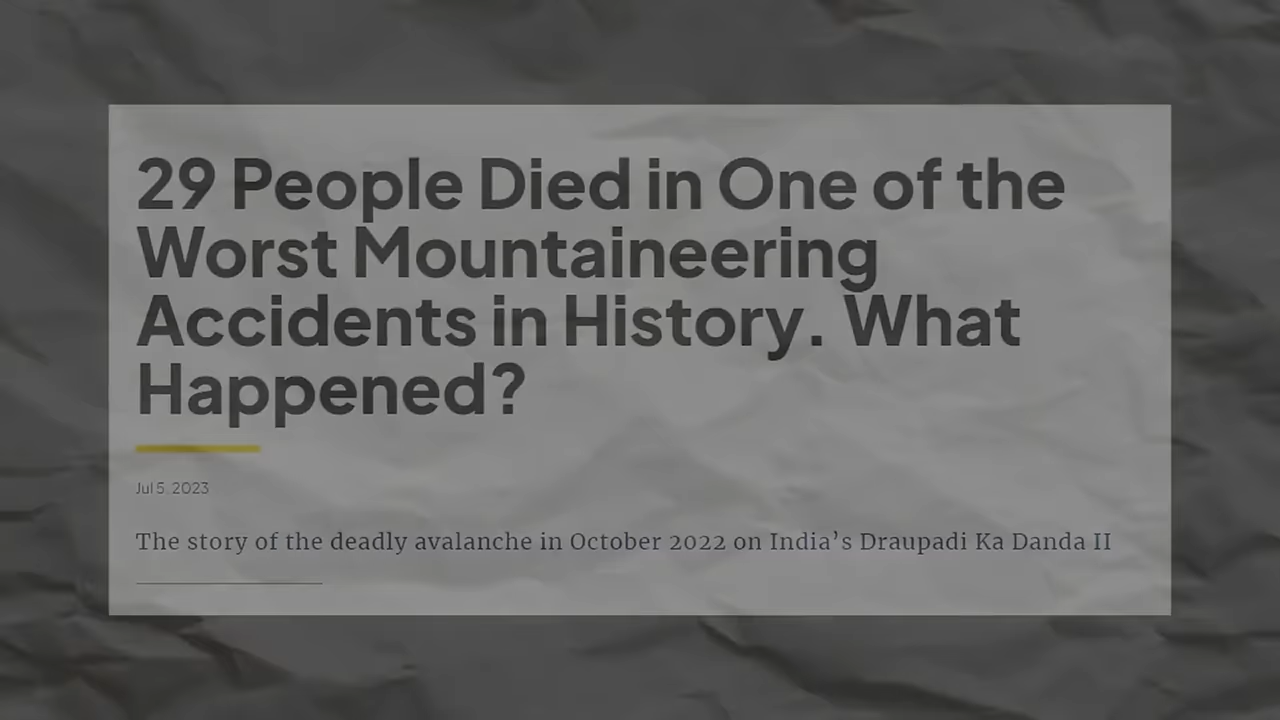 29 People Died in One of the
Worst Mountaineering
Accidents in History. What
Happened?
Jul 5, 2023
The story of the deadly avalanche in October 2022 on India’s Draupadi Ka Danda II